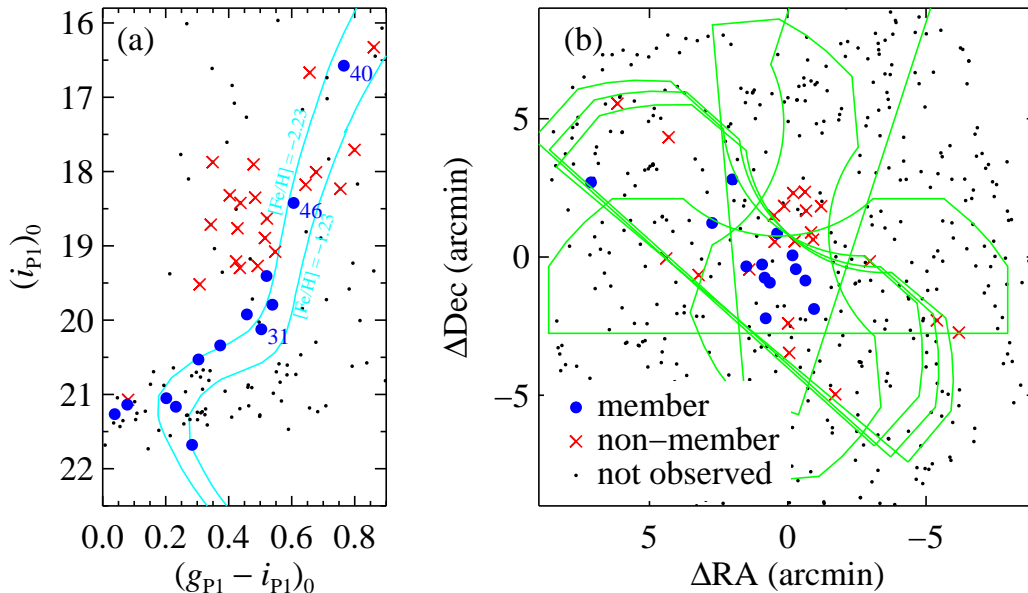 (a)
16
17
18
19
20
21
22
(i_P1)_0
40
46
31
[Fe/H] = −2.23
[Fe/H] = −1.23
0.0 0.2 0.4 0.6 0.8
(g_P1 − i_P1)_0
(b)
5
0
−5
ΔDec (arcmin)
member
non−member
not observed
5 0 −5
ΔRA (arcmin)